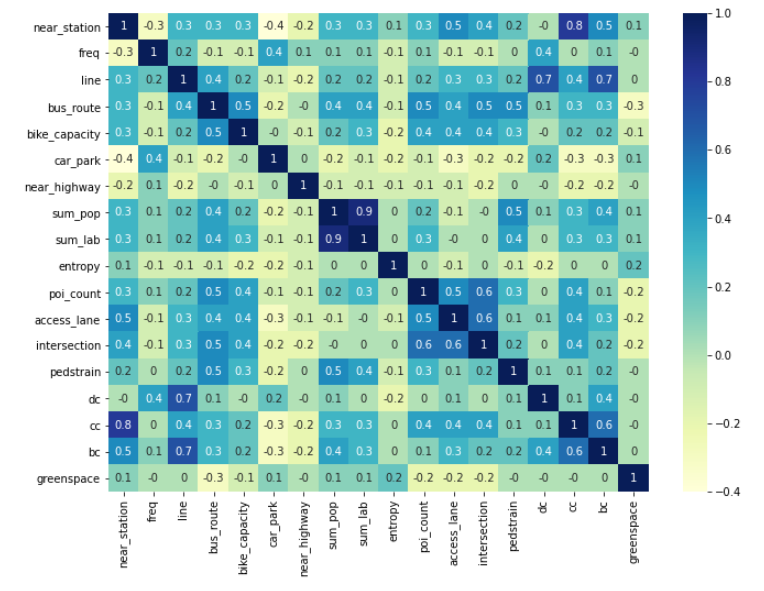 near_station 1 -0.3 0.3 0.3 0.3 -0.4 -0.2 0.3 0.3 0.1 0.3 0.5 0.4 0.2 -0 0.8 0.5 0.1
freq -0.3 1 0.2 -0.1 -0.1 0.4 0.1 0.1 0.1 -0.1 0.1 -0.1 -0.1 0 0.4 0 0.1 -0
line 0.3 0.2 1 0.4 0.2 -0.1 -0.2 0.2 0.2 -0.1 0.2 0.3 0.3 0.2 0.7 0.4 0.7 0
bus_route 0.3 -0.1 0.4 1 0.5 -0.2 -0 0.4 0.4 -0.1 0.5 0.4 0.5 0.5 0.1 0.3 0.3 -0.3
bike_capacity 0.3 -0.1 0.2 0.5 1 -0 -0.1 0.2 0.3 -0.2 0.4 0.4 0.4 0.3 -0 0.2 0.2 -0.1
car_park -0.4 0.4 -0.1 -0.2 -0 1 0 -0.2 -0.1 -0.2 -0.1 -0.3 -0.2 -0.2 0.2 -0.3 -0.3 0.1
near_highway -0.2 0.1 -0.2 -0 -0.1 0 1 -0.1 -0.1 -0.1 -0.1 -0.1 -0.2 0 -0 -0.2 -0.2 -0
sum_pop 0.3 0.1 0.2 0.4 0.2 -0.2 -0.1 1 0.9 0 0.2 -0.1 -0 0.5 0.1 0.3 0.4 0.1
sum_lab 0.3 0.1 0.2 0.4 0.3 -0.1 -0.1 0.9 1 0 0.3 -0 0 0.4 0 0.3 0.3 0.1
entropy 0.1 -0.1 -0.1 -0.1 -0.2 -0.2 -0.1 0 0 1 0 -0.1 0 -0.1 -0.2 0 0 0.2
poi_count 0.3 0.1 0.2 0.5 0.4 -0.1 -0.1 0.2 0.3 0 1 0.5 0.6 0.3 0 0.4 0.1 -0.2
access_lane 0.5 -0.1 0.3 0.4 0.4 -0.3 -0.1 -0.1 -0 -0.1 0.5 1 0.6 0.1 0.1 0.4 0.3 -0.2
intersection 0.4 -0.1 0.3 0.5 0.4 -0.2 -0.2 -0 0 0 0.6 0.6 1 0.2 0 0.4 0.2 -0.2
pedstrain 0.2 0 0.2 0.5 0.3 -0.2 0 0.5 0.4 -0.1 0.3 0.1 0.2 1 0.1 0.1 0.2 -0
dc -0 0.4 0.7 0.1 -0 0.2 -0 0.1 0 -0.2 0 0.1 0 0.1 1 0.1 0.4 -0
cc 0.8 0 0.4 0.3 0.2 -0.3 -0.2 0.3 0.3 0 0.4 0.4 0.4 0.1 0.1 1 0.6 -0
bc 0.5 0.1 0.7 0.3 0.2 -0.3 -0.2 0.4 0.3 0 0.1 0.3 0.2 0.2 0.4 0.6 1 0
greenspace 0.1 -0 0 -0.3 -0.1 0.1 -0 0.1 0.1 0.2 -0.2 -0.2 -0.2 -0 -0 -0 0 1
near_station freq line bus_route bike_capacity car_park near_highway sum_pop sum_lab entropy poi_count access_lane intersection pedstrain dc cc bc greenspace
1.0
0.8
0.6
0.4
0.2
0.0
−0.2
−0.4